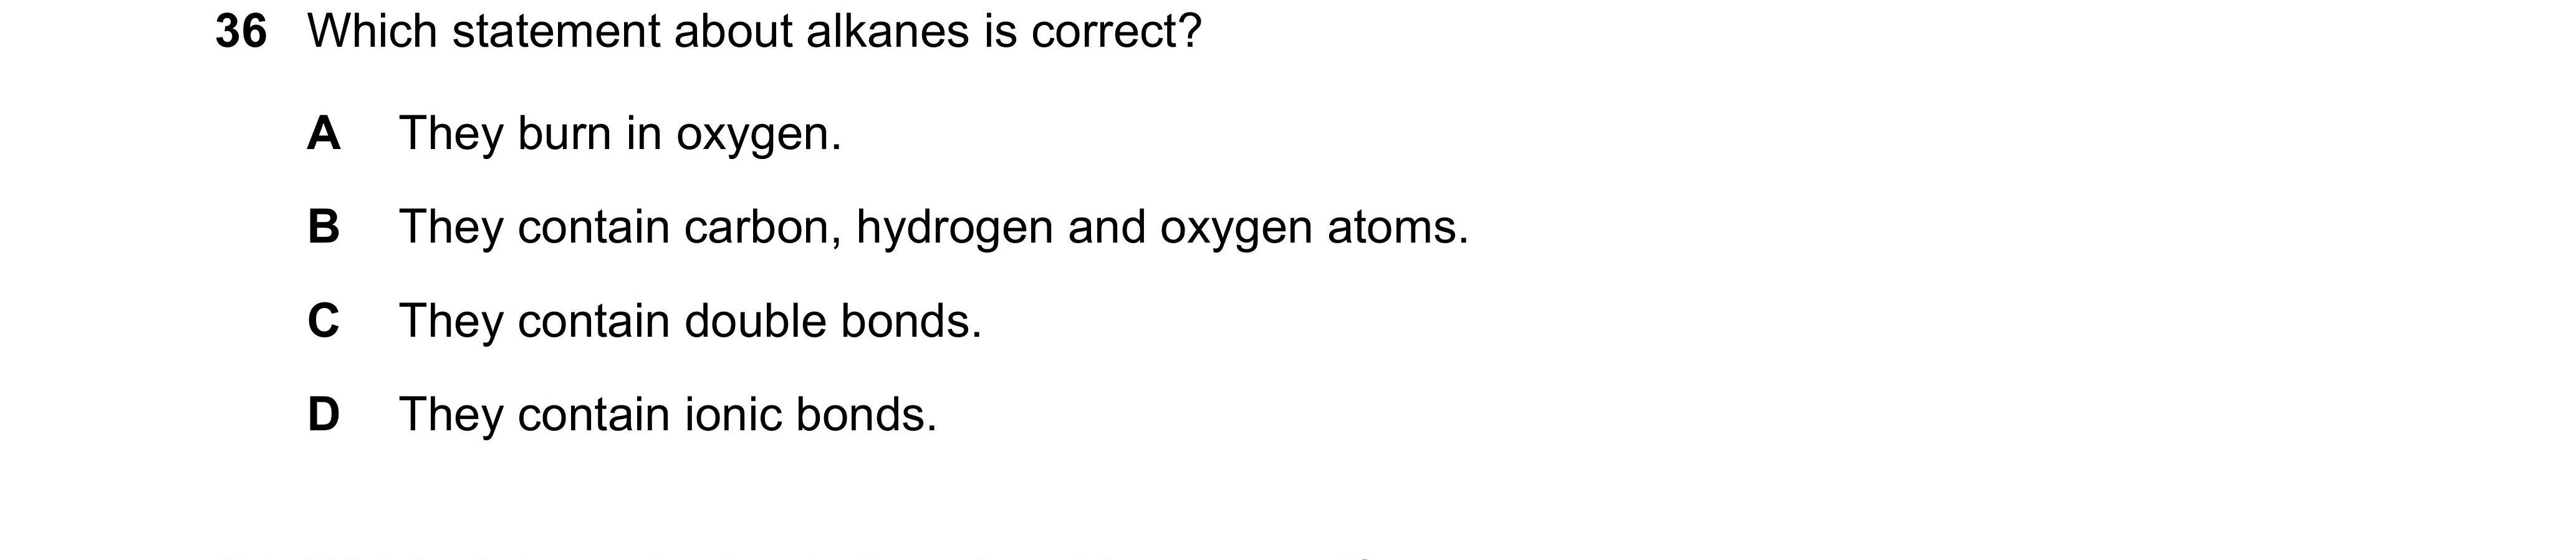 36 Which statement about alkanes is correct?
A They burn in oxygen.
B They contain carbon, hydrogen and oxygen atoms.
C They contain double bonds.
D They contain ionic bonds.